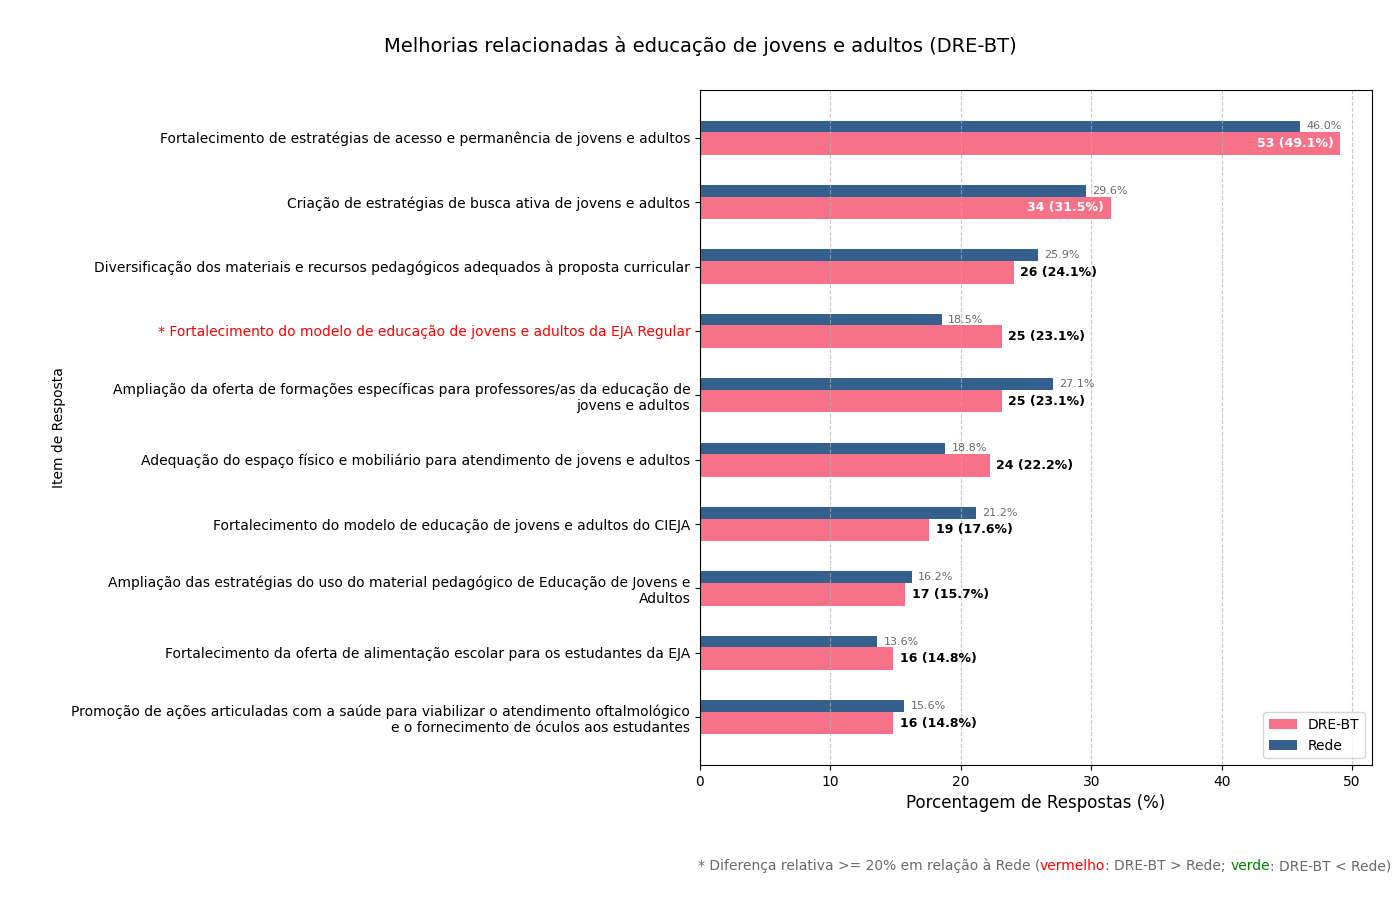 Melhorias relacionadas à educação de jovens e adultos (DRE-BT)
Fortalecimento de estratégias de acesso e permanência de jovens e adultos
46.0%
53 (49.1%)
Criação de estratégias de busca ativa de jovens e adultos
29.6%
34 (31.5%)
Diversificação dos materiais e recursos pedagógicos adequados à proposta curricular
25.9%
26 (24.1%)
* Fortalecimento do modelo de educação de jovens e adultos da EJA Regular
18.5%
25 (23.1%)
Ampliação da oferta de formações específicas para professores/as da educação de
jovens e adultos
27.1%
25 (23.1%)
Adequação do espaço físico e mobiliário para atendimento de jovens e adultos
18.8%
24 (22.2%)
Fortalecimento do modelo de educação de jovens e adultos do CIEJA
21.2%
19 (17.6%)
Ampliação das estratégias do uso do material pedagógico de Educação de Jovens e
Adultos
16.2%
17 (15.7%)
Fortalecimento da oferta de alimentação escolar para os estudantes da EJA
13.6%
16 (14.8%)
Promoção de ações articuladas com a saúde para viabilizar o atendimento oftalmológico
e o fornecimento de óculos aos estudantes
15.6%
16 (14.8%)
Item de Resposta
DRE-BT
Rede
0 10 20 30 40 50
Porcentagem de Respostas (%)
* Diferença relativa >= 20% em relação à Rede (vermelho: DRE-BT > Rede; verde: DRE-BT < Rede)